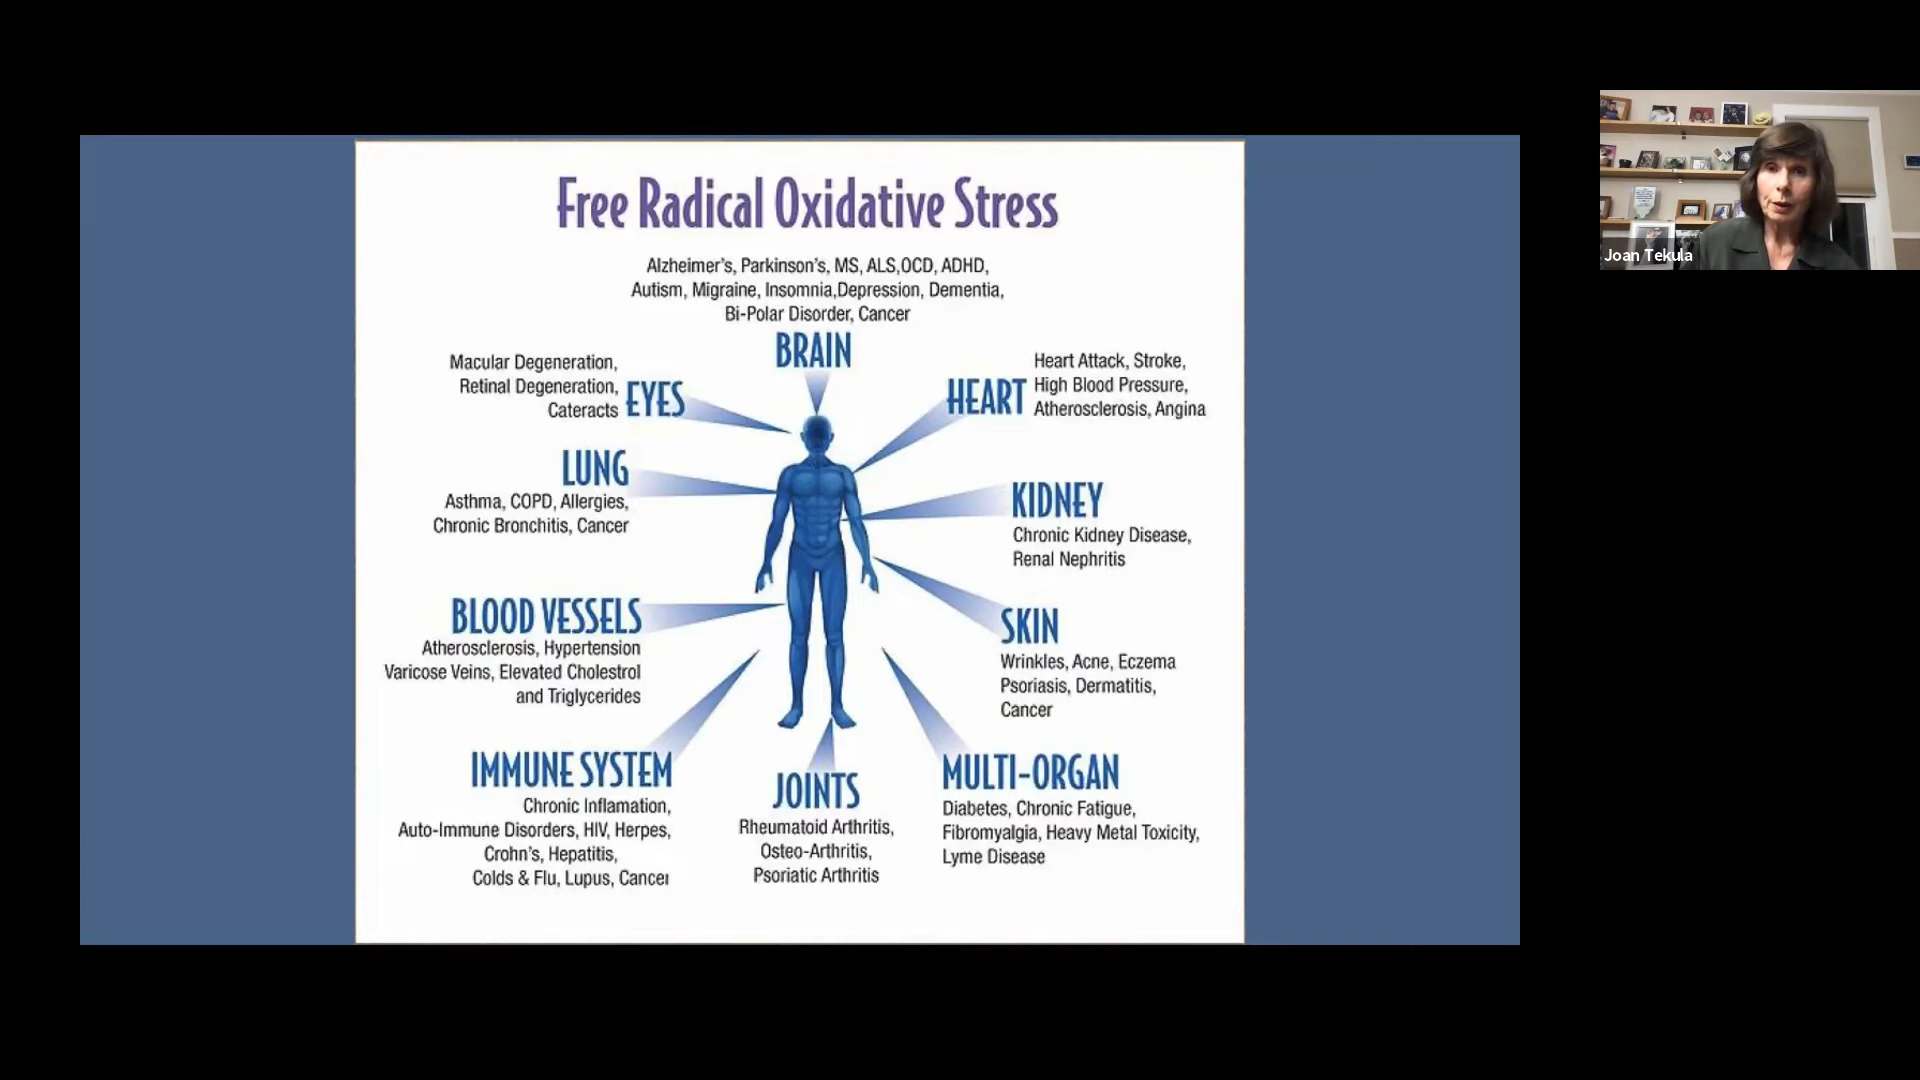 Free Radical Oxidative Stress
Alzheimer's, Parkinson's, MS, ALS,OCD, ADHD,
Autism, Migraine, Insomnia,Depression, Dementia,
Bi-Polar Disorder, Cancer
BRAIN
Macular Degeneration,
Retinal Degeneration,
Cateracts
EYES
HEART
Heart Attack, Stroke,
High Blood Pressure,
Atherosclerosis, Angina
LUNG
Asthma, COPD, Allergies,
Chronic Bronchitis, Cancer
KIDNEY
Chronic Kidney Disease,
Renal Nephritis
BLOOD VESSELS
Atherosclerosis, Hypertension
Varicose Veins, Elevated Cholestrol
and Triglycerides
SKIN
Wrinkles, Acne, Eczema
Psoriasis, Dermatitis,
Cancer
IMMUNE SYSTEM
Chronic Inflamation,
Auto-Immune Disorders, HIV, Herpes,
Crohn's, Hepatitis,
Colds & Flu, Lupus, Cancer
JOINTS
Rheumatoid Arthritis,
Osteo-Arthritis,
Psoriatic Arthritis
MULTI-ORGAN
Diabetes, Chronic Fatigue,
Fibromyalgia, Heavy Metal Toxicity,
Lyme Disease
Joan Tekula